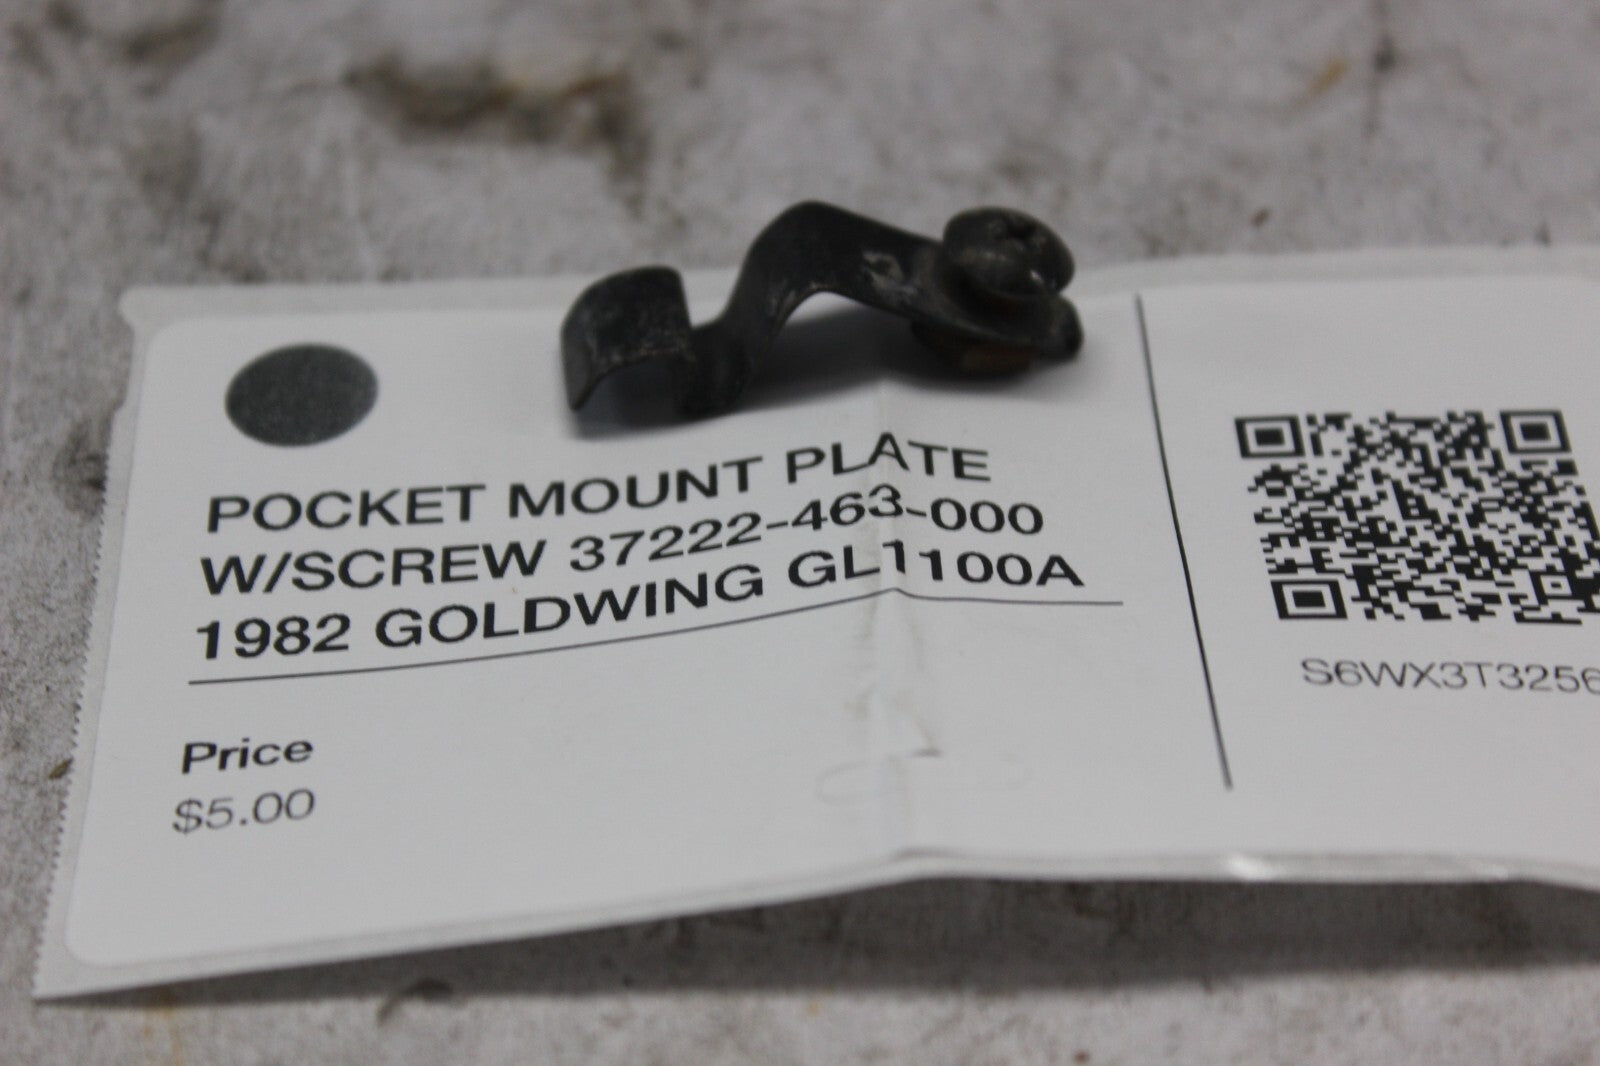 POCKET MOUNT PLATE
W/SCREW 37222-463-000
1982 GOLDWING GL1100A
Price
$5.00
S6WX3T3256